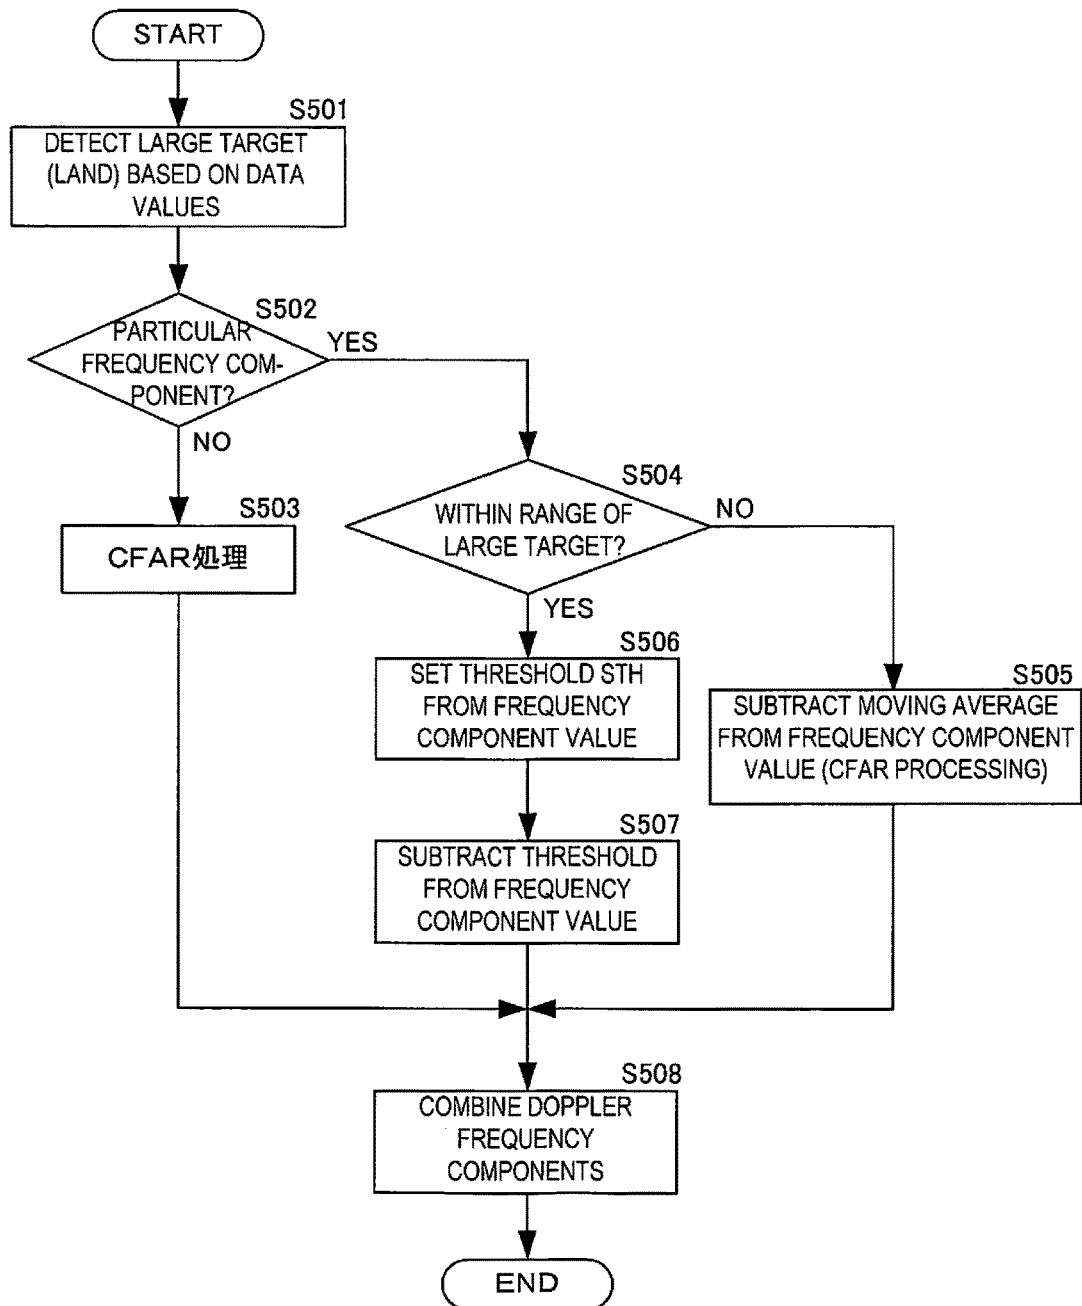 START
S501
DETECT LARGE TARGET
(LAND) BASED ON DATA
VALUES
S502
PARTICULAR
FREQUENCY COM-
PONENT?
YES
NO
S503
CFAR処理
S504
WITHIN RANGE OF
LARGE TARGET?
NO
YES
S505
SUBTRACT MOVING AVERAGE
FROM FREQUENCY COMPONENT
VALUE (CFAR PROCESSING)
S506
SET THRESHOLD STH
FROM FREQUENCY
COMPONENT VALUE
S507
SUBTRACT THRESHOLD
FROM FREQUENCY
COMPONENT VALUE
S508
COMBINE DOPPLER
FREQUENCY
COMPONENTS
END